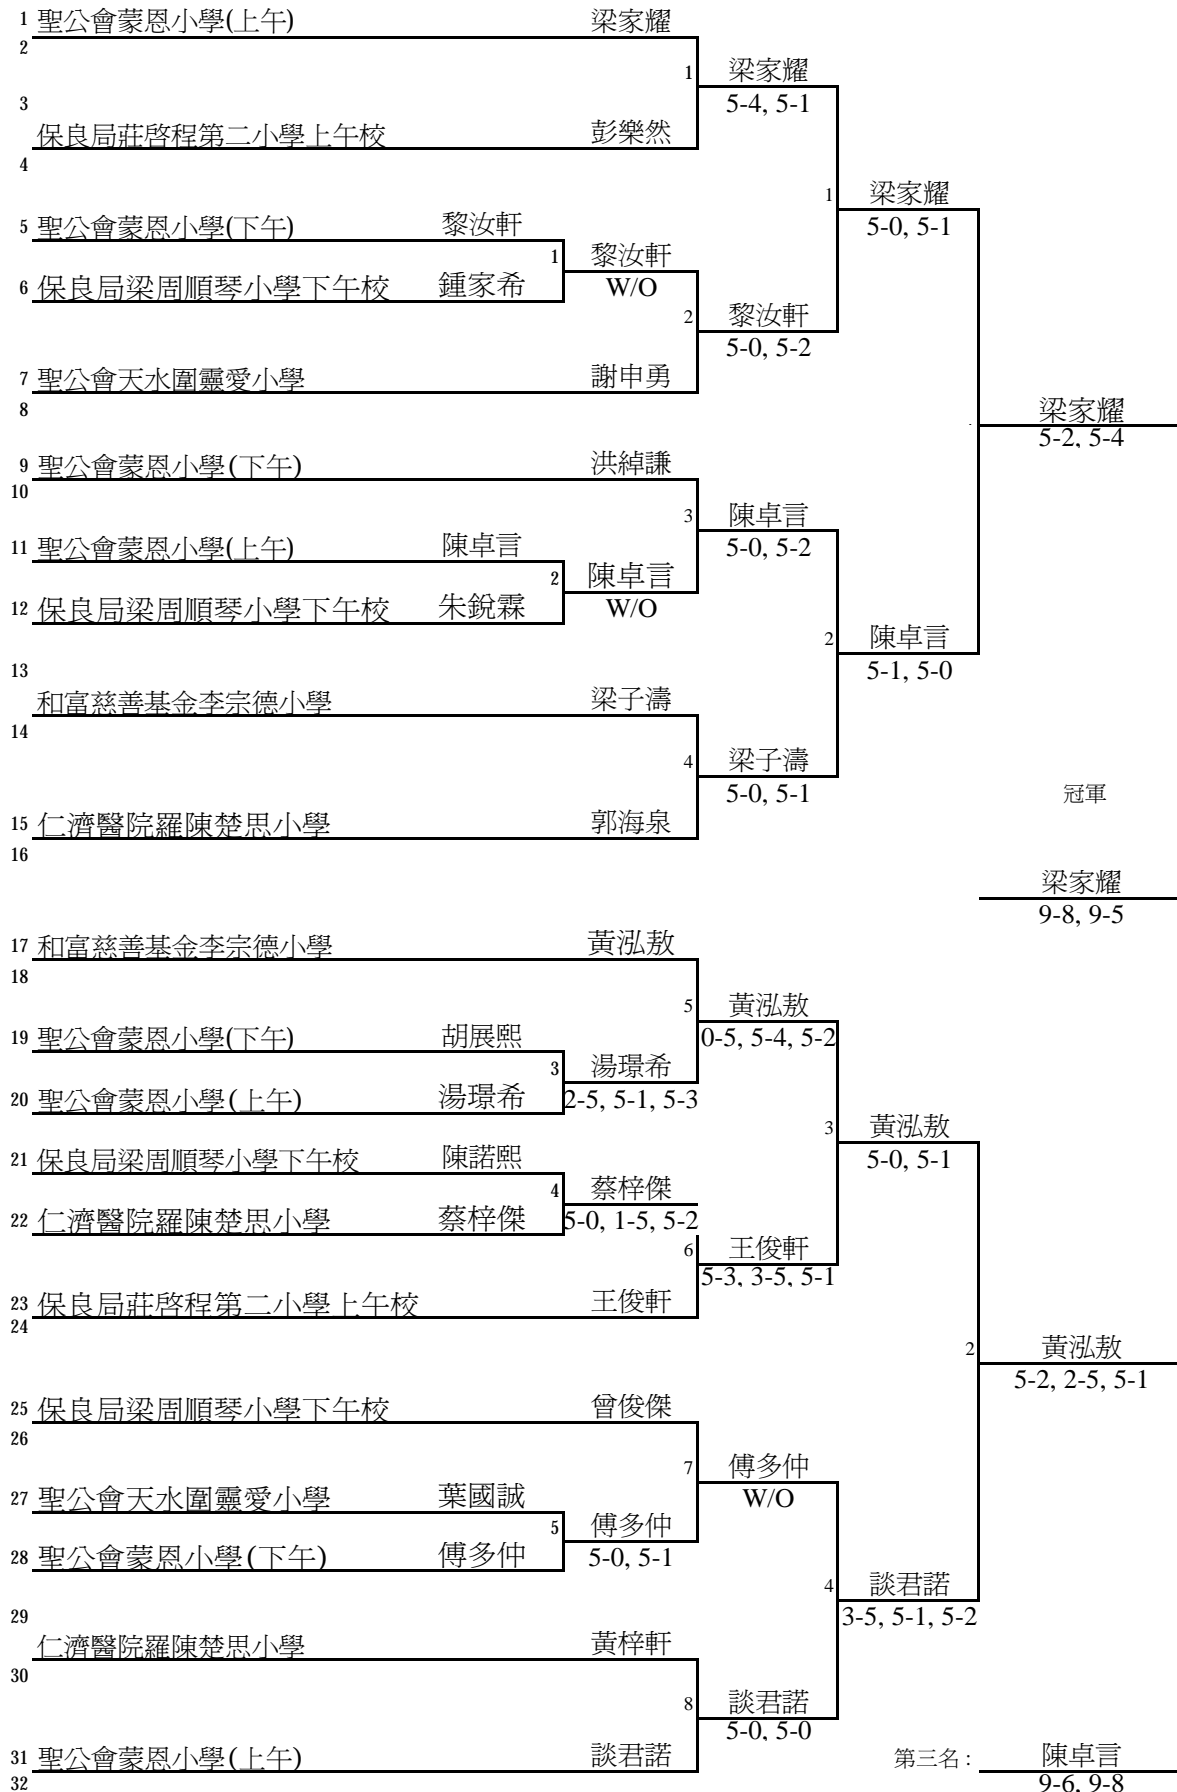 1 聖公會蒙恩小學(上午) 梁家耀
2
1 梁家耀
5-4, 5-1
3
保良局莊啓程第二小學上午校 彭樂然
4
1 梁家耀
5-0, 5-1
5 聖公會蒙恩小學(下午) 黎汝軒
1 黎汝軒
W/O
6 保良局梁周順琴小學下午校 鍾家希
2 黎汝軒
5-0, 5-2
7 聖公會天水圍靈愛小學 謝申勇
8
梁家耀
5-2, 5-4
9 聖公會蒙恩小學(下午) 洪綽謙
10
3 陳卓言
5-0, 5-2
11 聖公會蒙恩小學(上午) 陳卓言
2 陳卓言
W/O
12 保良局梁周順琴小學下午校 朱銳霖
2 陳卓言
5-1, 5-0
13
和富慈善基金李宗德小學 梁子濤
14
4 梁子濤
5-0, 5-1
冠軍
15 仁濟醫院羅陳楚思小學 郭海泉
16
梁家耀
9-8, 9-5
17 和富慈善基金李宗德小學 黃泓敖
18
5 黃泓敖
0-5, 5-4, 5-2
19 聖公會蒙恩小學(下午) 胡展熙
3 湯璟希
2-5, 5-1, 5-3
20 聖公會蒙恩小學(上午) 湯璟希
3 黃泓敖
5-0, 5-1
21 保良局梁周順琴小學下午校 陳諾熙
4 蔡梓傑
5-0, 1-5, 5-2
22 仁濟醫院羅陳楚思小學 蔡梓傑
6 王俊軒
5-3, 3-5, 5-1
23 保良局莊啓程第二小學上午校 王俊軒
24
2 黃泓敖
5-2, 2-5, 5-1
25 保良局梁周順琴小學下午校 曾俊傑
26
7 傅多仲
W/O
27 聖公會天水圍靈愛小學 葉國誠
5 傅多仲
5-0, 5-1
28 聖公會蒙恩小學(下午) 傅多仲
4 談君諾
3-5, 5-1, 5-2
29
仁濟醫院羅陳楚思小學 黃梓軒
30
8 談君諾
5-0, 5-0
31 聖公會蒙恩小學(上午) 談君諾
32
第三名: 陳卓言
9-6, 9-8